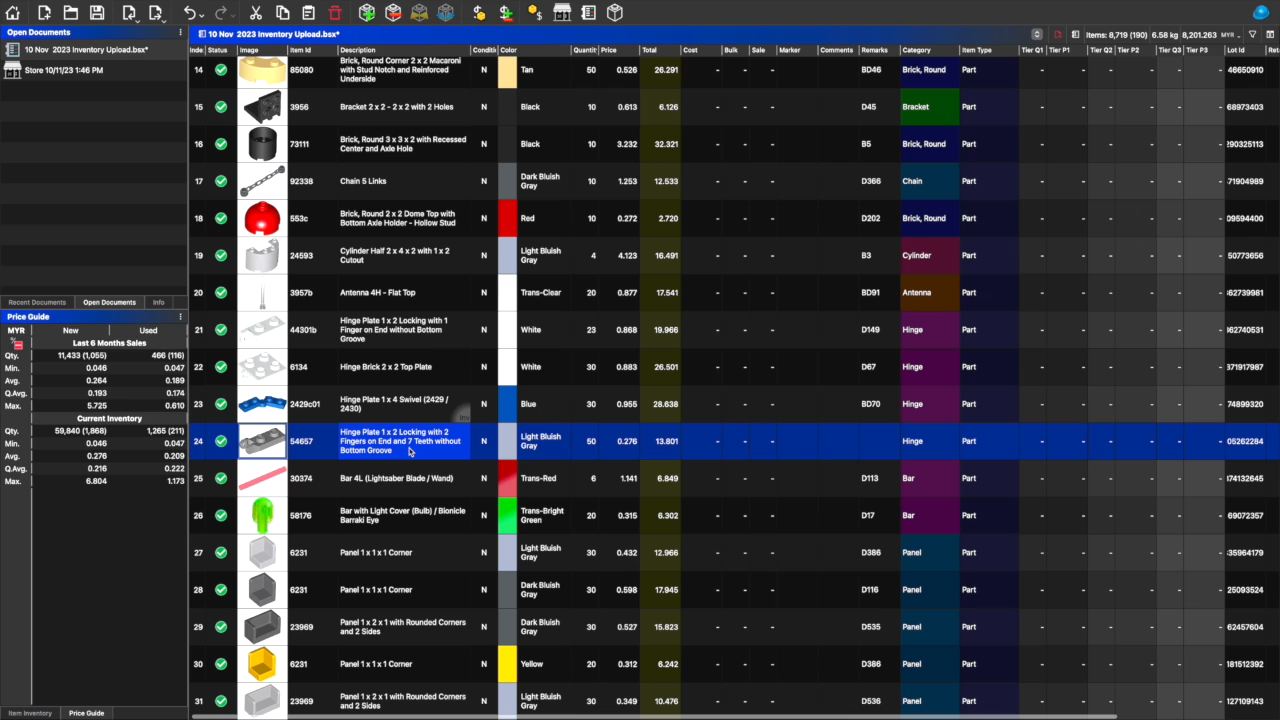 Open Documents
10 Nov 2023 Inventory Upload.bsx*
Store 10/11/23 1:46 PM
Recent Documents Open Documents Info
Price Guide
MYR New Used
Last 6 Months Sales
Qty. 11,433 (1,055) 466 (116)
Min. 0.046 0.047
Avg. 0.264 0.189
Q.Avg. 0.193 0.174
Max. 5.725 0.610
Current Inventory
Qty. 59,840 (1,868) 1,265 (211)
Min. 0.046 0.047
Avg. 0.276 0.209
Q.Avg. 0.216 0.222
Max. 6.804 1.173
Item Inventory Price Guide
10 Nov 2023 Inventory Upload.bsx*
Items: 8,719 (190) 6.58 kg 8,201.263 MYR
Inde Status Image Item Id Description Conditi Color Quantit Price Total Cost Bulk Sale Marker Comments Remarks Category Item Type Tier Q1 Tier P1 Tier Q2 Tier P2 Tier Q3 Tier P3 Lot Id Ret
14 85080 Brick, Round Corner 2 x 2 Macaroni with Stud Notch and Reinforced Underside N Tan 50 0.526 26.291 - - BD46 Brick, Round Part - - - - - - 46650910
15 3956 Bracket 2 x 2 - 2 x 2 with 2 Holes N Black 10 0.613 6.126 - - D45 Bracket Part - - - - - - 68973403
16 73111 Brick, Round 3 x 3 x 2 with Recessed Center and Axle Hole N Black 10 3.232 32.321 - - B5 Brick, Round Part - - - - - - 290325113
17 92338 Chain 5 Links N Dark Bluish Gray 10 1.253 12.533 - - D366 Chain Part - - - - - - 71904989
18 553c Brick, Round 2 x 2 Dome Top with Bottom Axle Holder - Hollow Stud N Red 10 0.272 2.720 - - D202 Brick, Round Part - - - - - - 09594400
19 24593 Cylinder Half 2 x 4 x 2 with 1 x 2 Cutout N Light Bluish Gray 4 4.123 16.491 - - B3 Cylinder Part - - - - - - 50773656
20 3957b Antenna 4H - Flat Top N Trans-Clear 20 0.877 17.541 - - BD91 Antenna Part - - - - - - 62739981
21 44301b Hinge Plate 1 x 2 Locking with 1 Finger on End without Bottom Groove N White 23 0.868 19.966 - - D149 Hinge Part - - - - - - 62740531
22 6134 Hinge Brick 2 x 2 Top Plate N White 30 0.883 26.501 - - D67 Hinge Part - - - - - - 371917987
23 2429c01 Hinge Plate 1 x 4 Swivel (2429 / 2430) N Blue 30 0.955 28.638 - - BD70 Hinge Part - - - - - - 74899320
24 54657 Hinge Plate 1 x 2 Locking with 2 Fingers on End and 7 Teeth without Bottom Groove N Light Bluish Gray 50 0.276 13.801 - - Hinge Part - - - - - - 05262284
25 30374 Bar 4L (Lightsaber Blade / Wand) N Trans-Red 6 1.141 6.849 - - D113 Bar Part - - - - - - 374132645
26 58176 Bar with Light Cover (Bulb) / Bionicle Barraki Eye N Trans-Bright Green 20 0.315 6.302 - - D17 Bar Part - - - - - - 69072357
27 6231 Panel 1 x 1 x 1 Corner N Light Bluish Gray 30 0.432 12.966 - - D386 Panel Part - - - - - - 35964179
28 6231 Panel 1 x 1 x 1 Corner N Dark Bluish Gray 30 0.598 17.945 - - D116 Panel Part - - - - - - 25093524
29 23969 Panel 1 x 2 x 1 with Rounded Corners and 2 Sides N Dark Bluish Gray 30 0.527 15.823 - - D535 Panel Part - - - - - - 62457604
30 6231 Panel 1 x 1 x 1 Corner N Yellow 20 0.312 6.242 - - D386 Panel Part - - - - - - 181512392
23969 Panel 1 x 2 x 1 with Rounded Corners and 2 Sides N Light Bluish Gray 30 0.349 10.476 - - D535 Panel Part - - - - - - 127109143